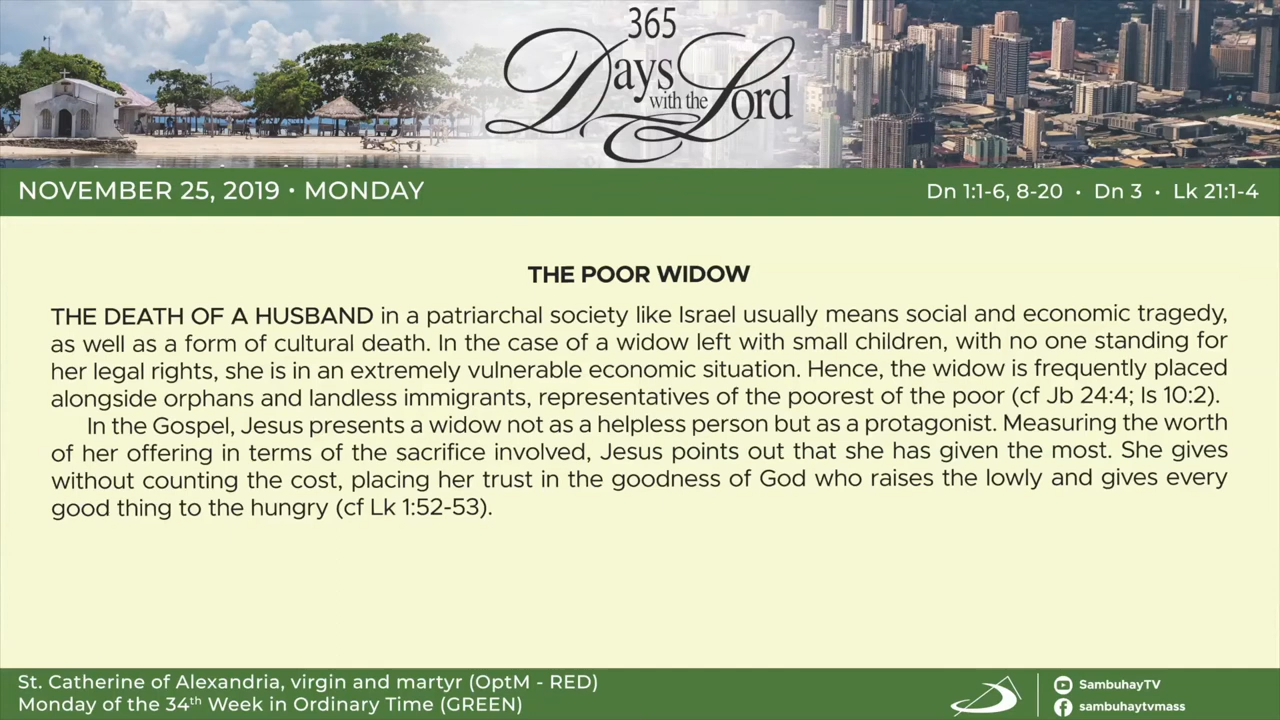 365
Days
with the
Lord
NOVEMBER 25, 2019 • MONDAY
Dn 1:1-6, 8-20 • Dn 3 • Lk 21:1-4
THE POOR WIDOW
THE DEATH OF A HUSBAND in a patriarchal society like Israel usually means social and economic tragedy,
as well as a form of cultural death. In the case of a widow left with small children, with no one standing for
her legal rights, she is in an extremely vulnerable economic situation. Hence, the widow is frequently placed
alongside orphans and landless immigrants, representatives of the poorest of the poor (cf Jb 24:4; Is 10:2).
In the Gospel, Jesus presents a widow not as a helpless person but as a protagonist. Measuring the worth
of her offering in terms of the sacrifice involved, Jesus points out that she has given the most. She gives
without counting the cost, placing her trust in the goodness of God who raises the lowly and gives every
good thing to the hungry (cf Lk 1:52-53).
St. Catherine of Alexandria, virgin and martyr (OptM - RED)
Monday of the 34th Week in Ordinary Time (GREEN)
SambuhayTV
sambuhaytvmass